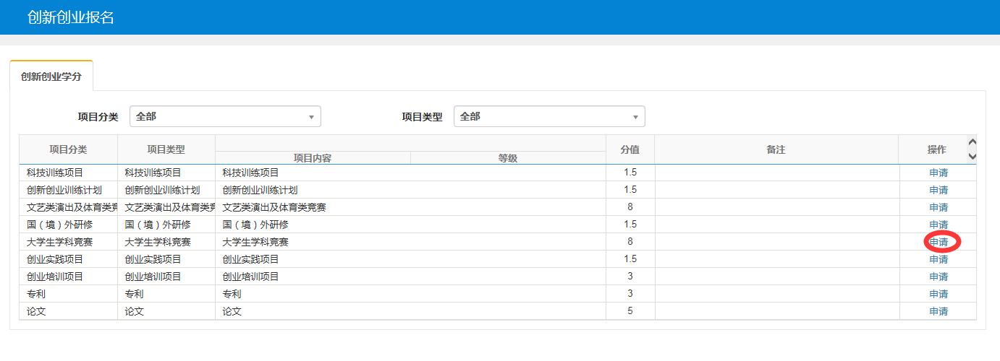 创新创业报名
创新创业学分
项目分类 全部 项目类型 全部
项目分类 项目类型 项目内容 等级 分值 备注 操作
科技训练项目 科技训练项目 科技训练项目 1.5 申请
创新创业训练计划 创新创业训练计划 创新创业训练计划 1.5 申请
文艺类演出及体育类竞 文艺类演出及体育类竞 文艺类演出及体育类竞赛 8 申请
国（境）外研修 国（境）外研修 国（境）外研修 1.5 申请
大学生学科竞赛 大学生学科竞赛 大学生学科竞赛 8 申请
创业实践项目 创业实践项目 创业实践项目 1.5 申请
创业培训项目 创业培训项目 创业培训项目 3 申请
专利 专利 专利 3 申请
论文 论文 论文 5 申请